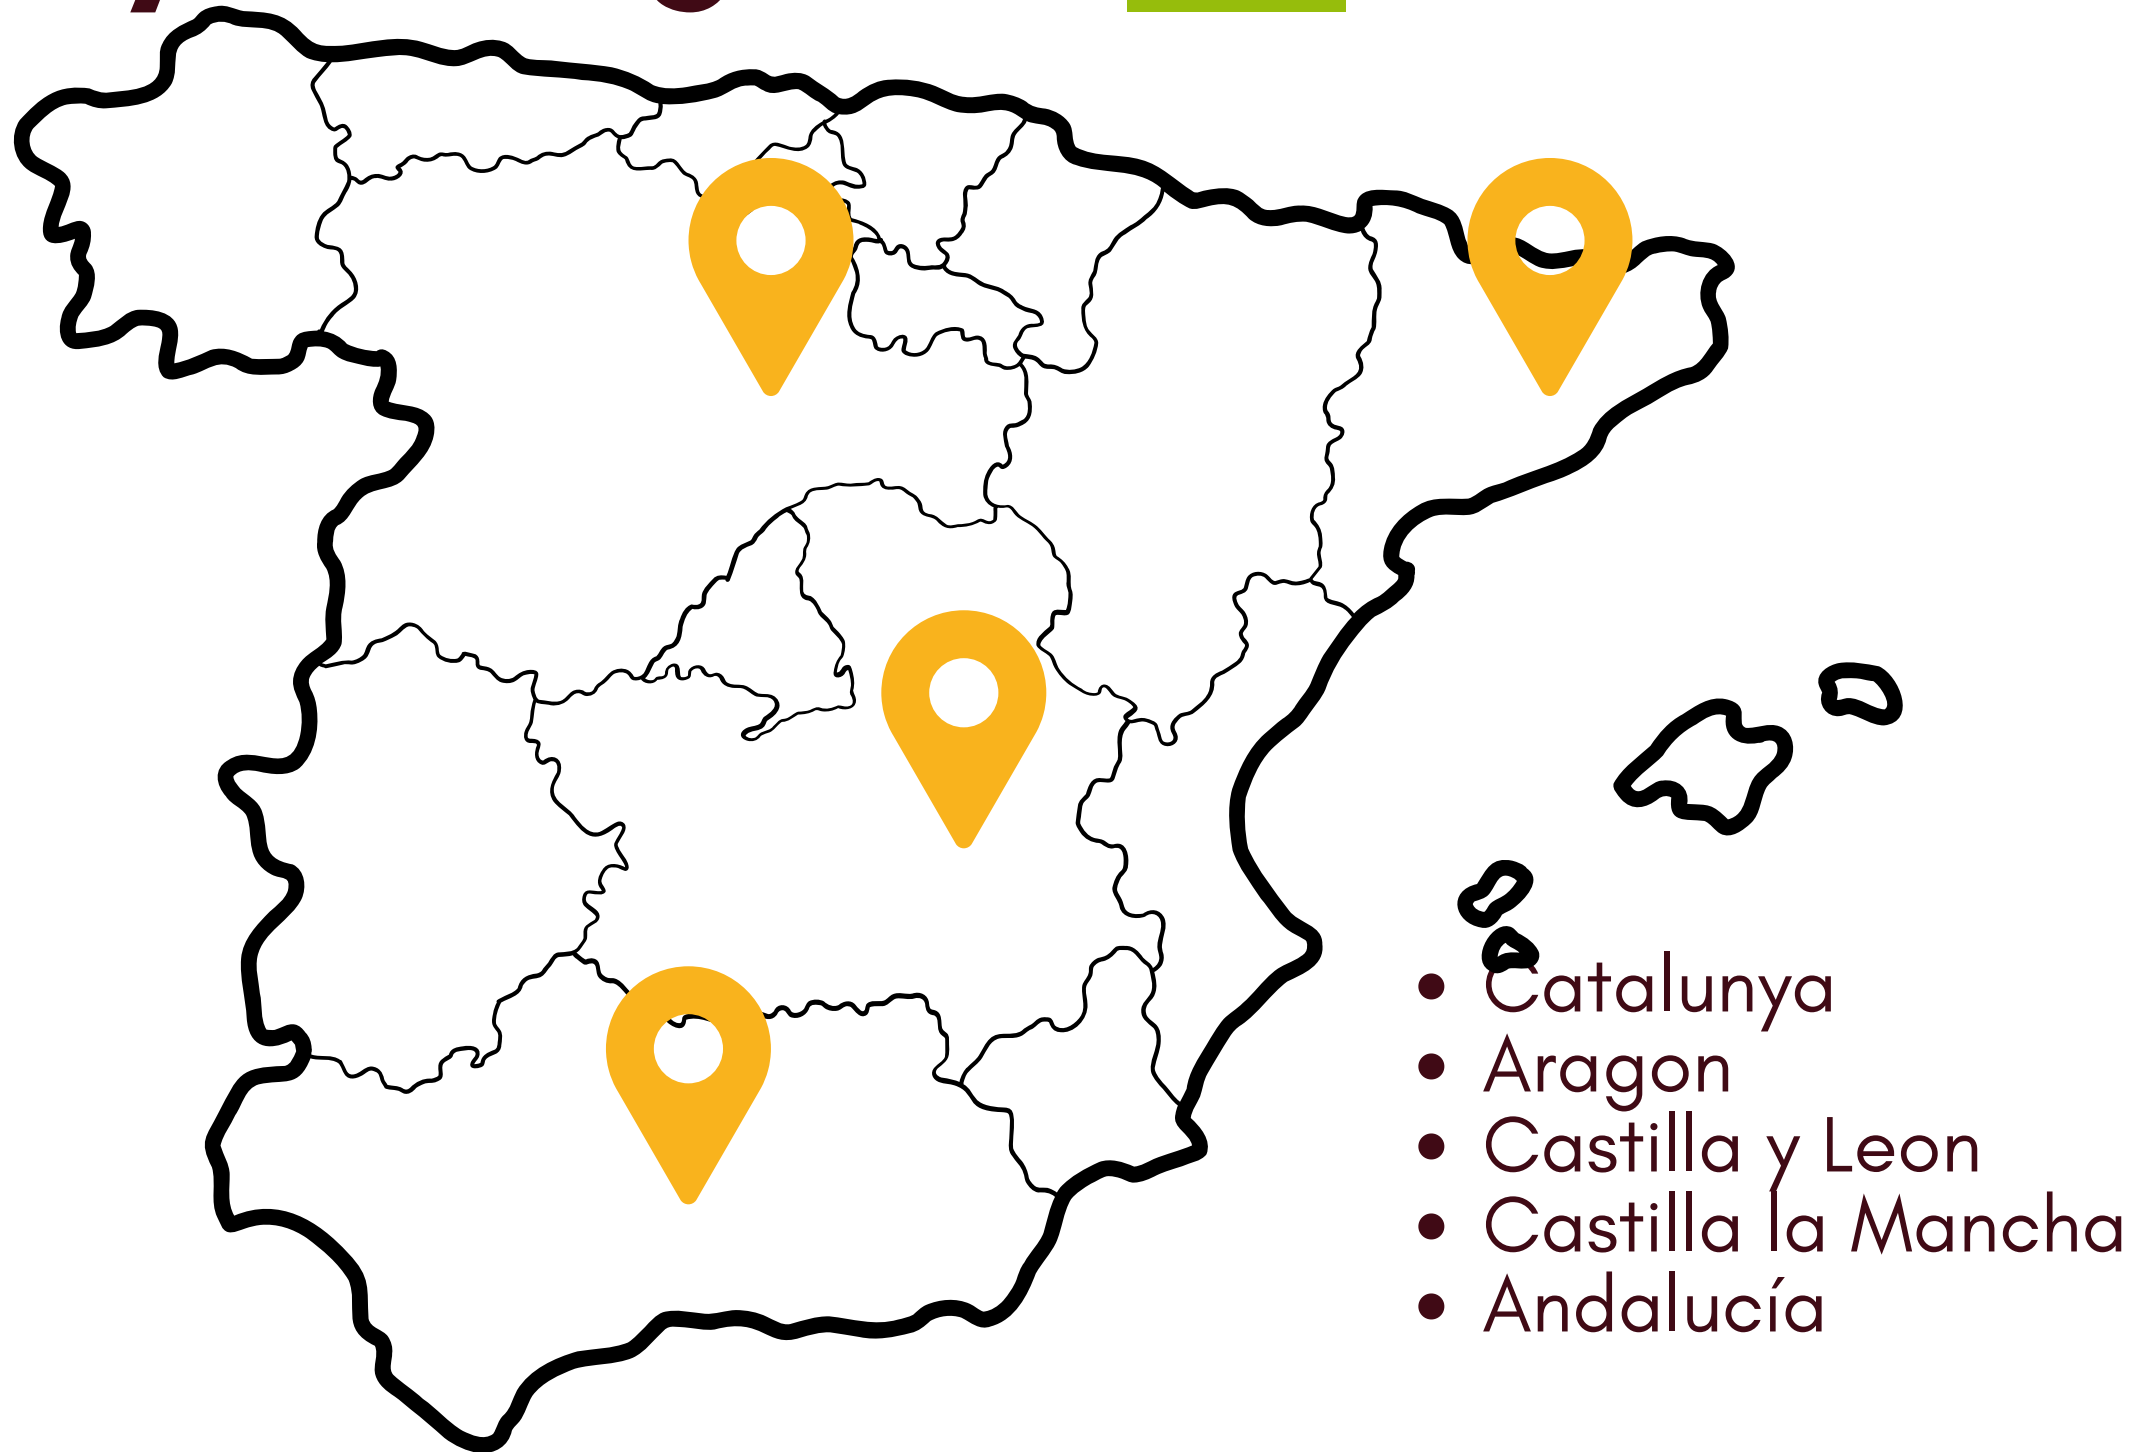 Catalunya
Aragon
Castilla y Leon
Castilla la Mancha
Andalucía